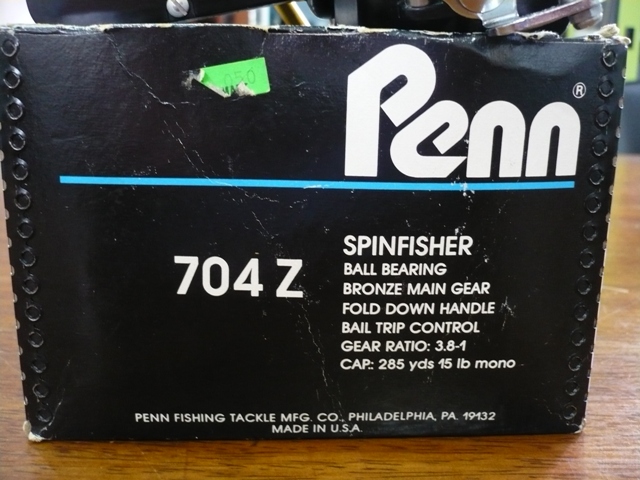 Penn®
704 Z
SPINFISHER
BALL BEARING
BRONZE MAIN GEAR
FOLD DOWN HANDLE
BAIL TRIP CONTROL
GEAR RATIO: 3.8-1
CAP.: 285 yds 15 lb mono
PENN FISHING TACKLE MFG. CO., PHILADELPHIA, PA. 19132
MADE IN U.S.A.